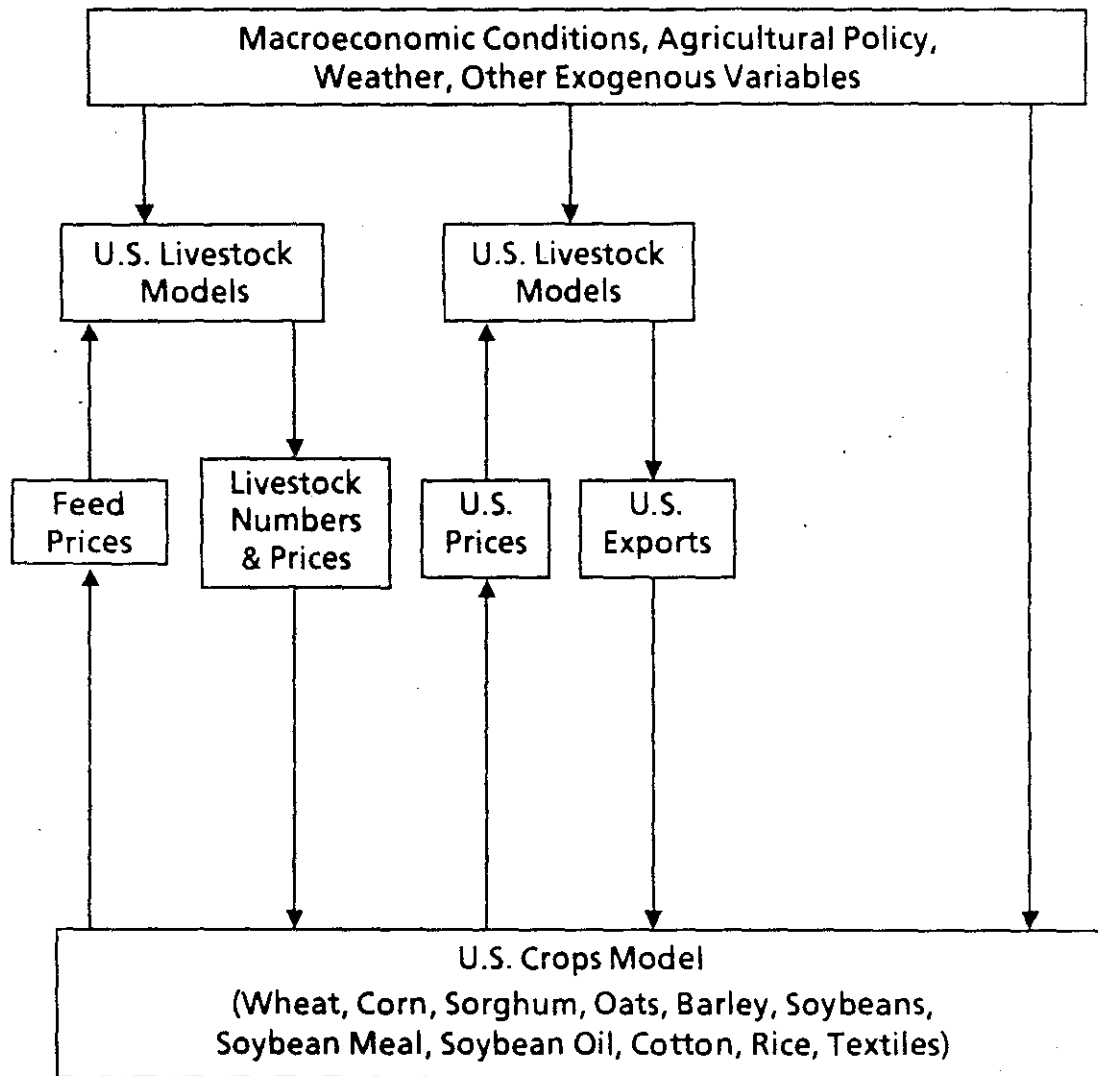 Macroeconomic Conditions, Agricultural Policy,
Weather, Other Exogenous Variables
U.S. Livestock
Models
U.S. Livestock
Models
Feed
Prices
Livestock
Numbers
& Prices
U.S.
Prices
U.S.
Exports
U.S. Crops Model
(Wheat, Corn, Sorghum, Oats, Barley, Soybeans,
Soybean Meal, Soybean Oil, Cotton, Rice, Textiles)